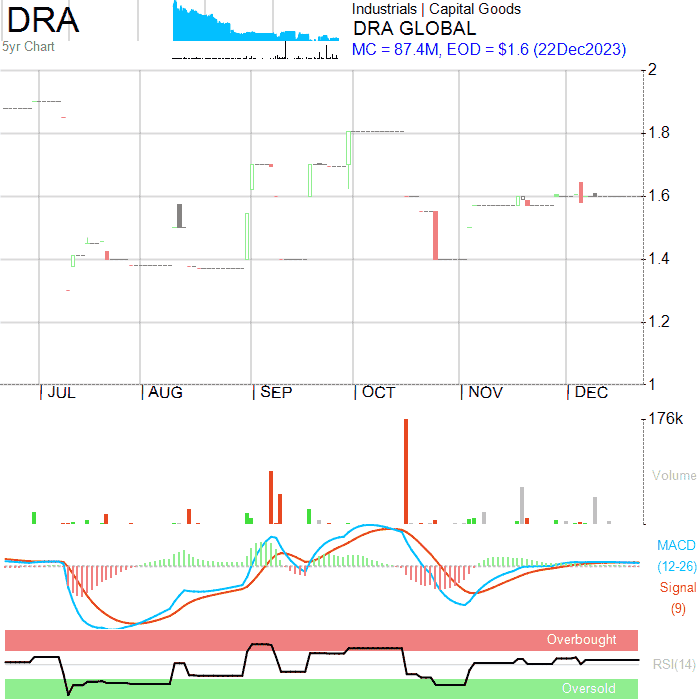 DRA
5yr Chart
Industrials | Capital Goods
DRA GLOBAL
MC = 87.4M, EOD = $1.6 (22Dec2023)
2
1.8
1.6
1.4
1.2
1
JUL AUG SEP OCT NOV DEC
176k
Volume
MACD
(12-26)
Signal
(9)
Overbought
RSI(14)
Oversold